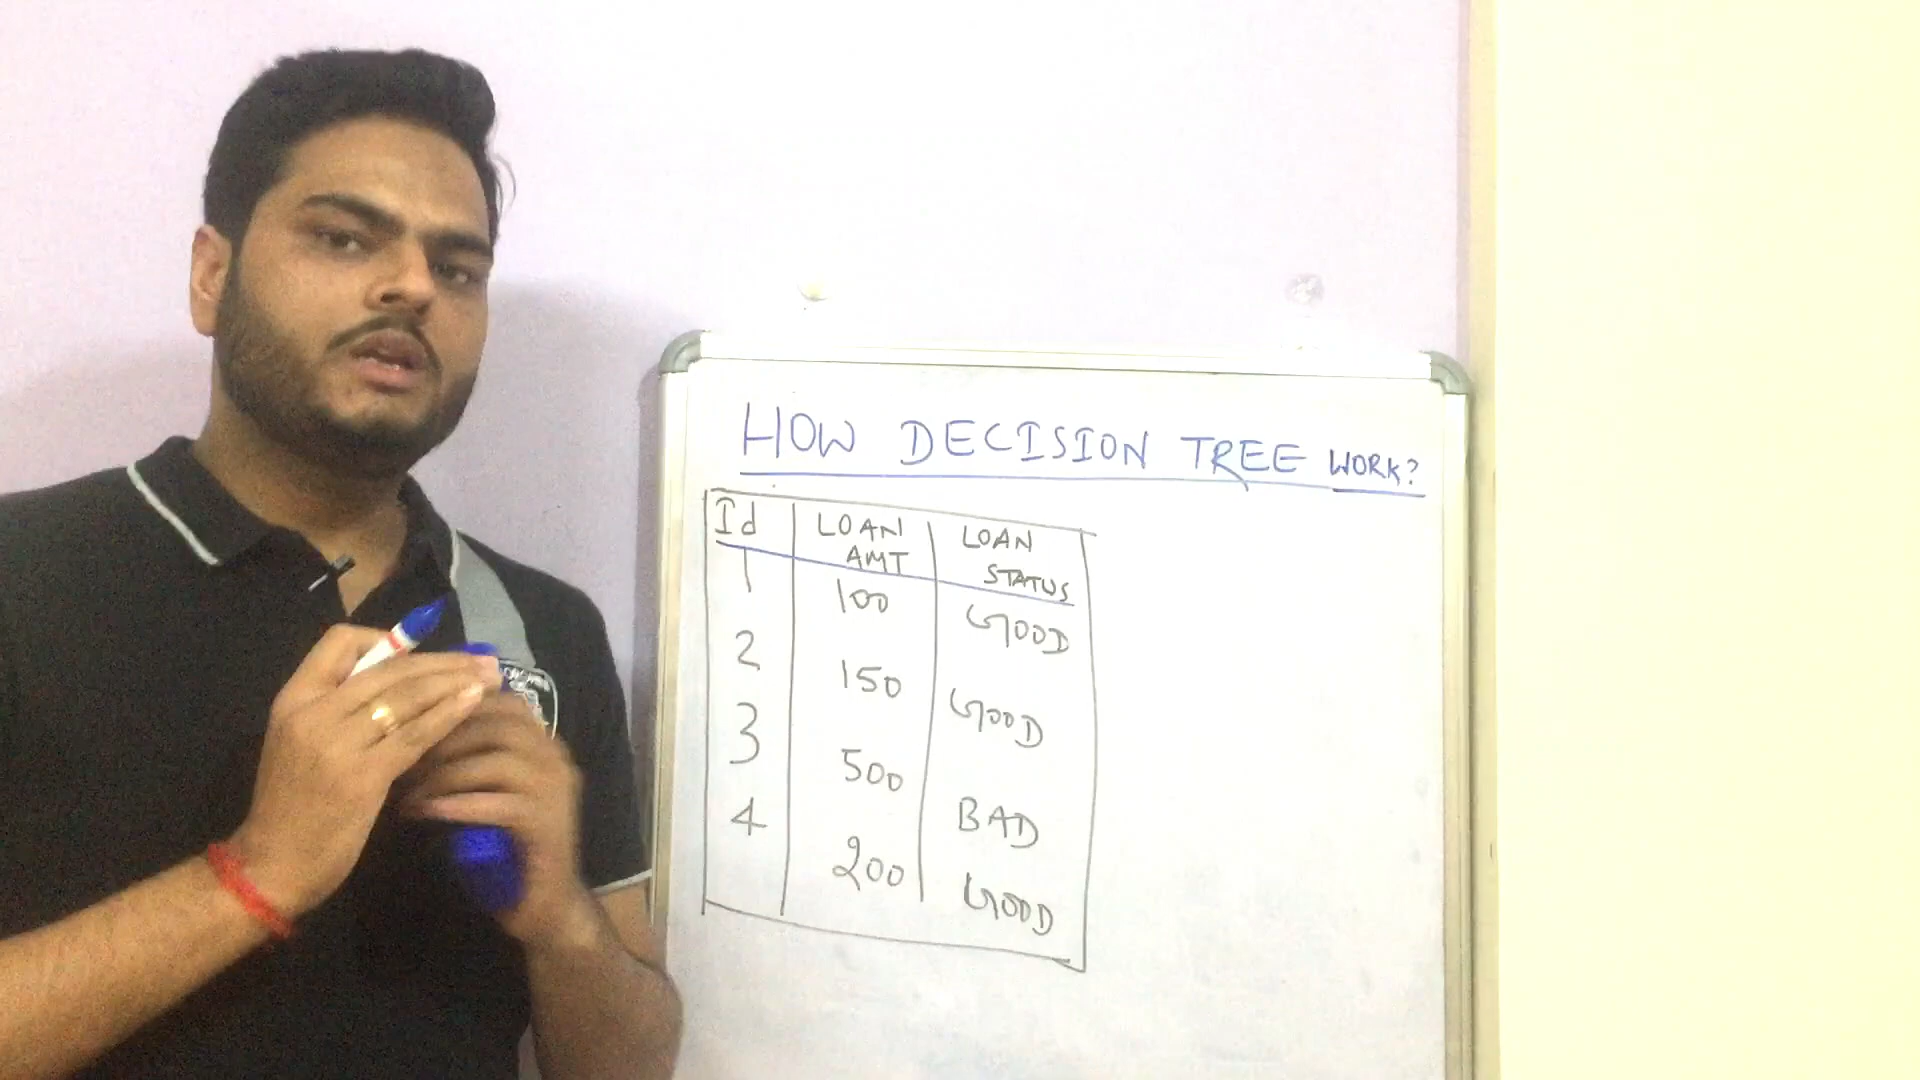 HOW DECISION TREE WORK?
Id LOAN AMT LOAN STATUS
1 100 GOOD
2 150 GOOD
3 500 BAD
4 200 GOOD